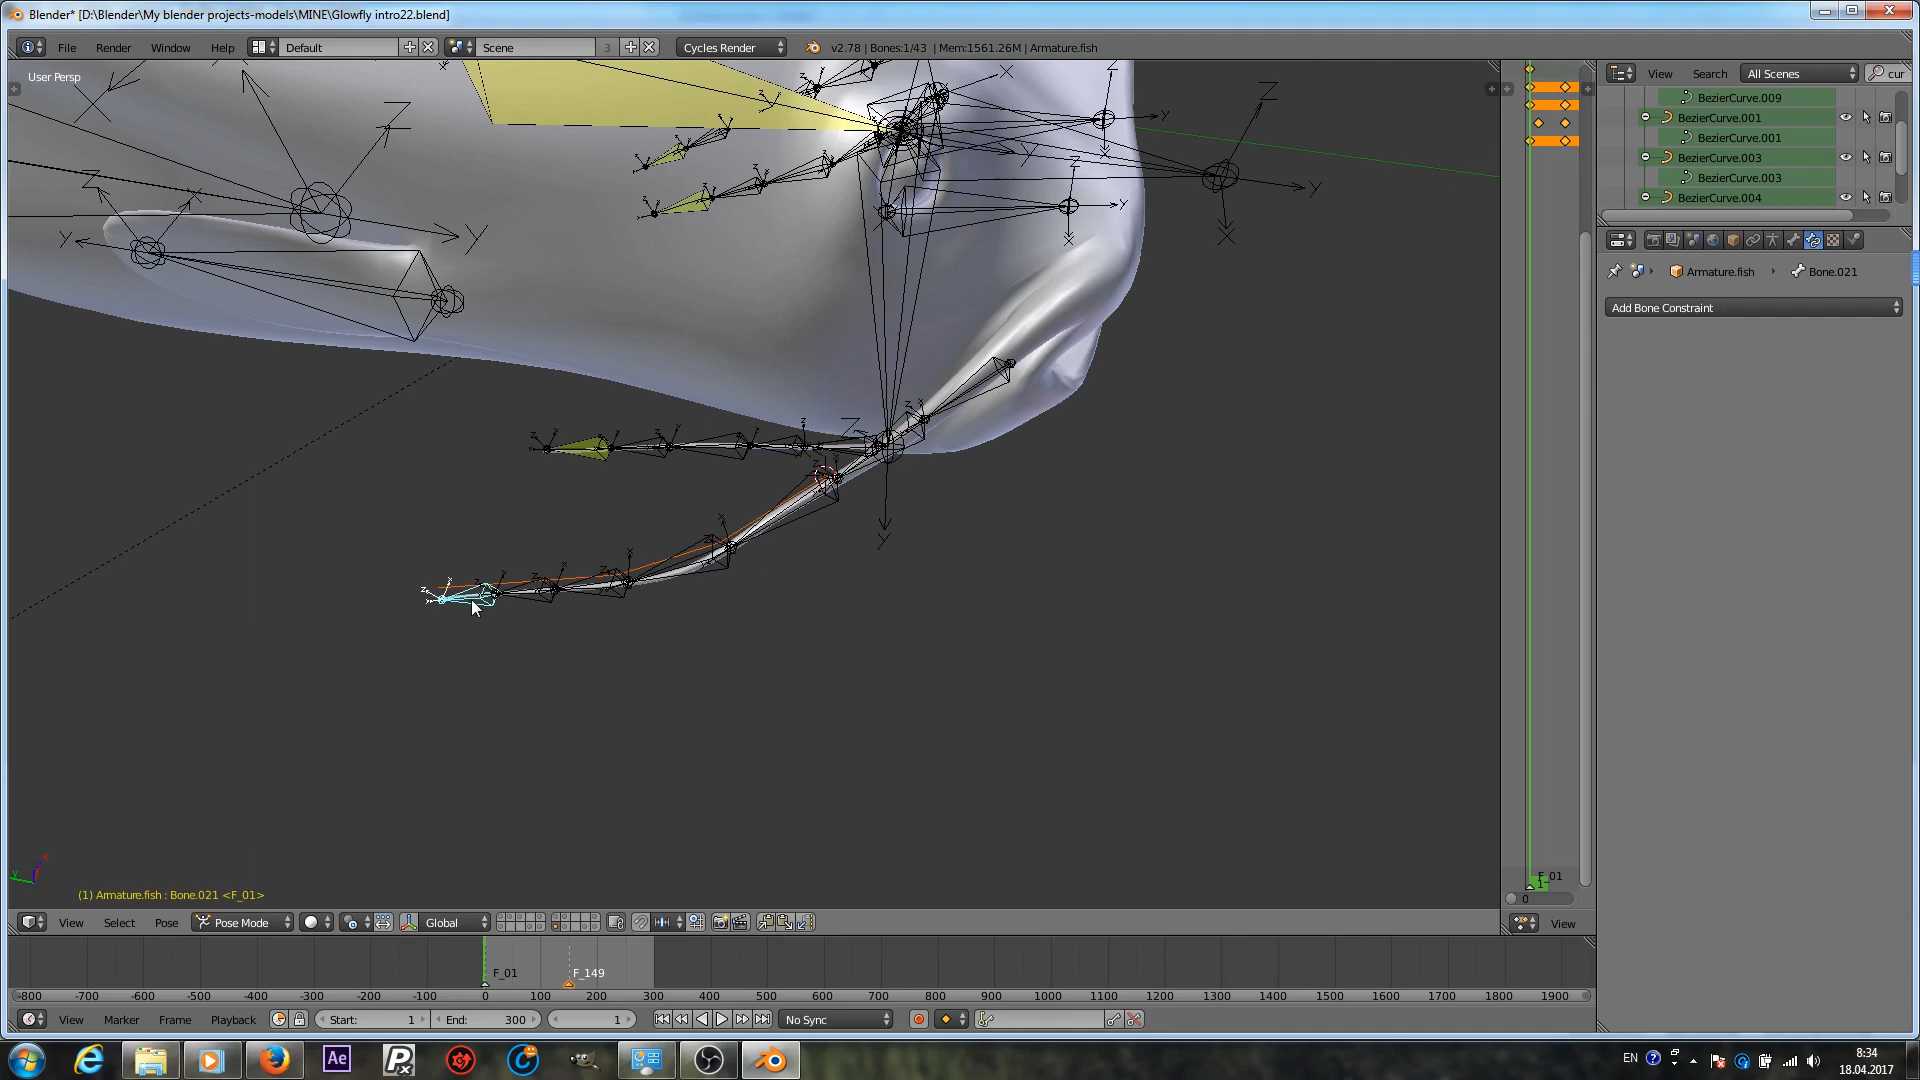 Blender* [D:\Blender\My blender projects-models\MINE\Glowfly intro22.blend]
File Render Window Help Default Scene 3 Cycles Render v2.78 | Bones:1/43 | Mem:1561.26M | Armature.fish
User Persp
View Search All Scenes cur
BezierCurve.009
BezierCurve.001
BezierCurve.001
BezierCurve.003
BezierCurve.003
BezierCurve.004
Armature.fish Bone.021
Add Bone Constraint
(1) Armature.fish : Bone.021 <F_01>
F_01
0
View Select Pose Pose Mode Global View
F_01 F_149
-800 -700 -600 -500 -400 -300 -200 -100 0 100 200 300 400 500 600 700 800 900 1000 1100 1200 1300 1400 1500 1600 1700 1800 1900
View Marker Frame Playback Start: 1 End: 300 1 No Sync
Ae
EN 8:34
18.04.2017